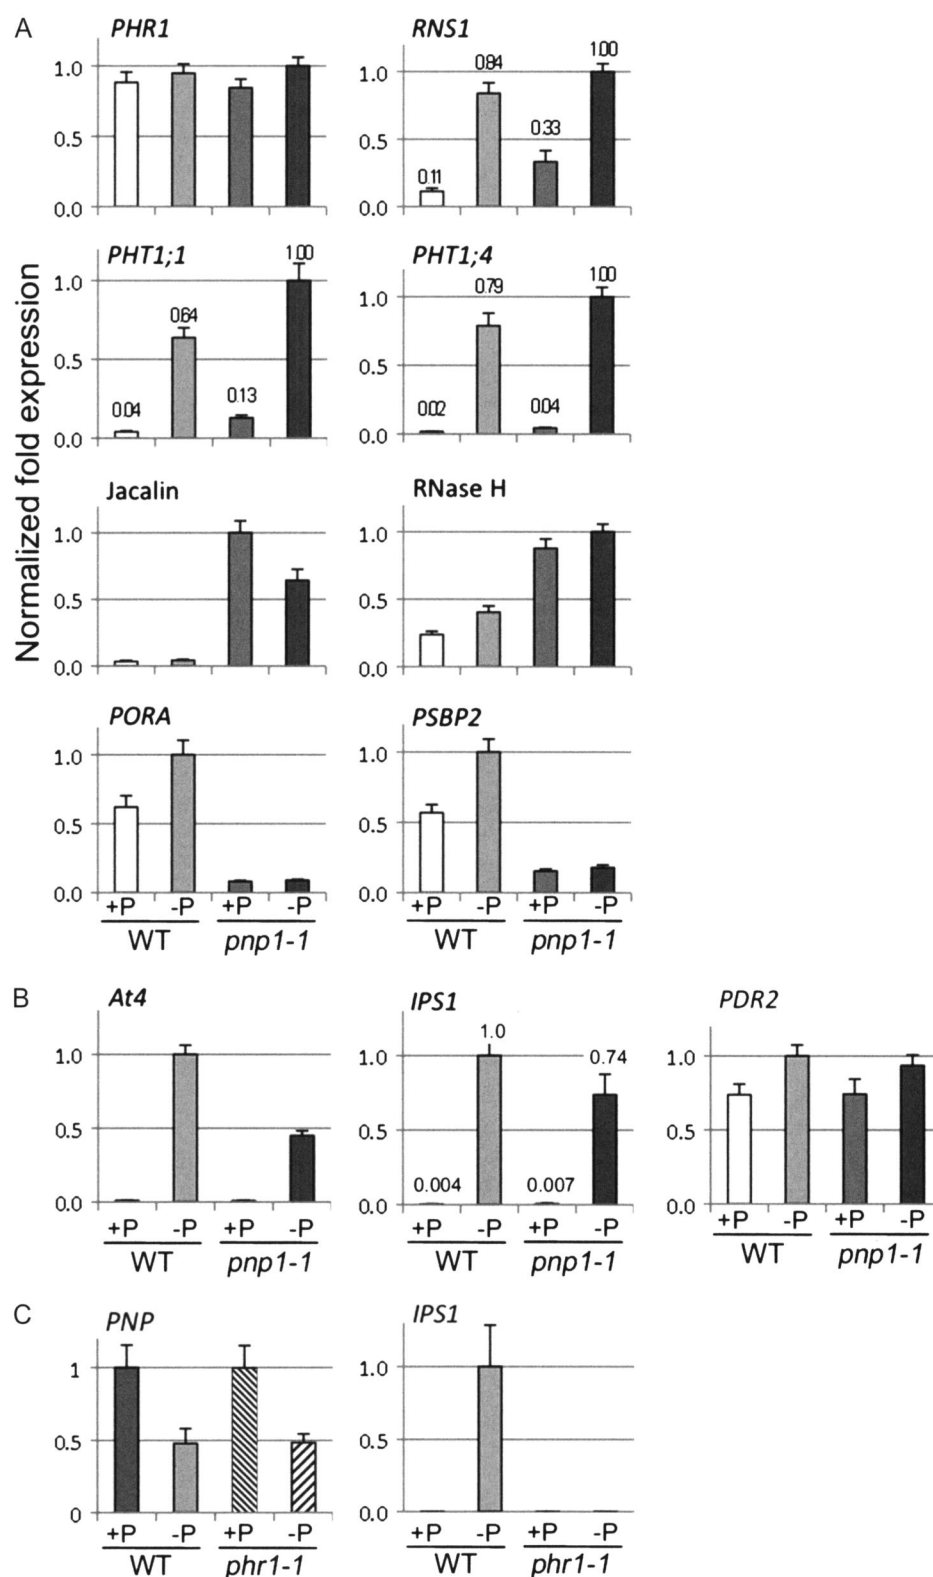 A
PHR1
1.0
0.5
0.0
RNS1
1.0
0.5
0.0
0.11
0.84
0.33
1.00
Normalized fold expression
PHT1;1
1.0
0.5
0.0
0.04
0.64
0.13
1.00
PHT1;4
1.0
0.5
0.0
0.02
0.79
0.04
1.00
Jacalin
1.0
0.5
0.0
RNase H
1.0
0.5
0.0
PORA
1.0
0.5
0.0
+P -P +P -P
WT pnp1-1
PSBP2
1.0
0.5
0.0
+P -P +P -P
WT pnp1-1
B
At4
1.0
0.5
0.0
+P -P +P -P
WT pnp1-1
IPS1
1.0
0.5
0.0
0.004
1.0
0.007
0.74
+P -P +P -P
WT pnp1-1
PDR2
1.0
0.5
0.0
+P -P +P -P
WT pnp1-1
C
PNP
1
0.5
0
+P -P +P -P
WT phr1-1
IPS1
1.0
0.5
0.0
+P -P +P -P
WT phr1-1